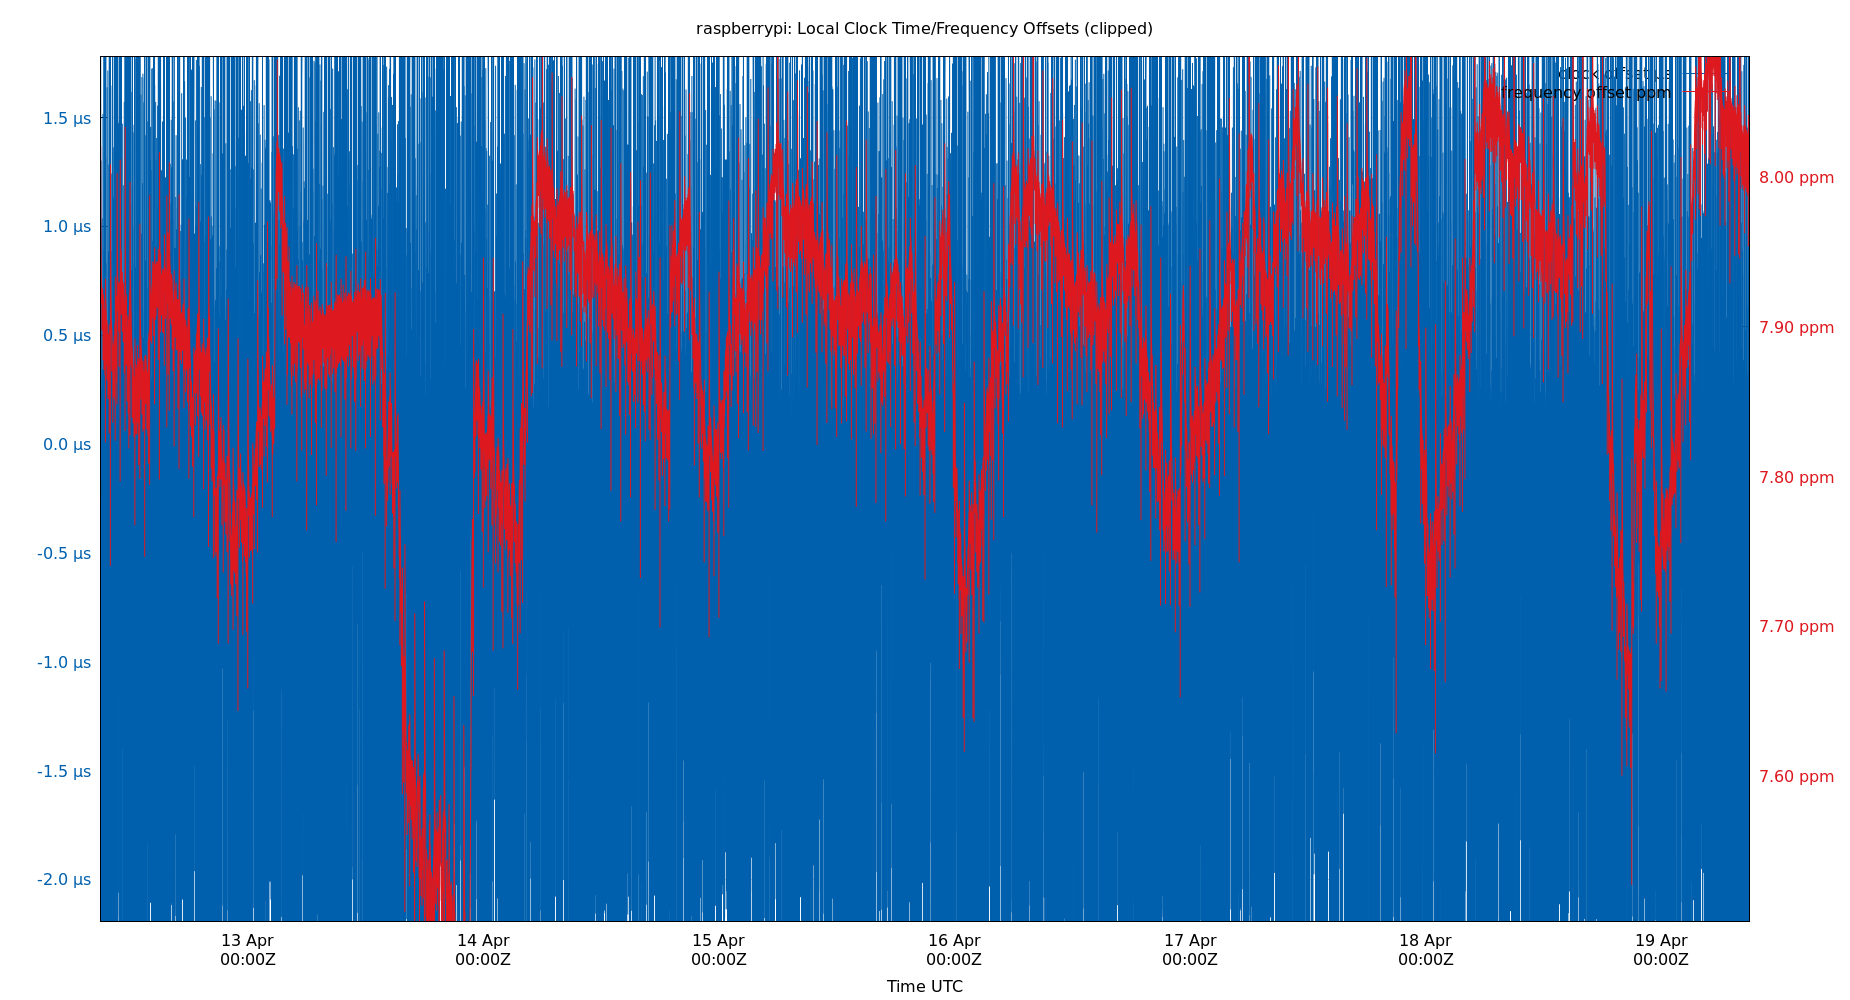 raspberrypi: Local Clock Time/Frequency Offsets (clipped)
clock offset µs
frequency offset ppm
1.5 µs
1.0 µs
0.5 µs
0.0 µs
-0.5 µs
-1.0 µs
-1.5 µs
-2.0 µs
8.00 ppm
7.90 ppm
7.80 ppm
7.70 ppm
7.60 ppm
13 Apr 14 Apr 15 Apr 16 Apr 17 Apr 18 Apr 19 Apr
00:00Z 00:00Z 00:00Z 00:00Z 00:00Z 00:00Z 00:00Z
Time UTC